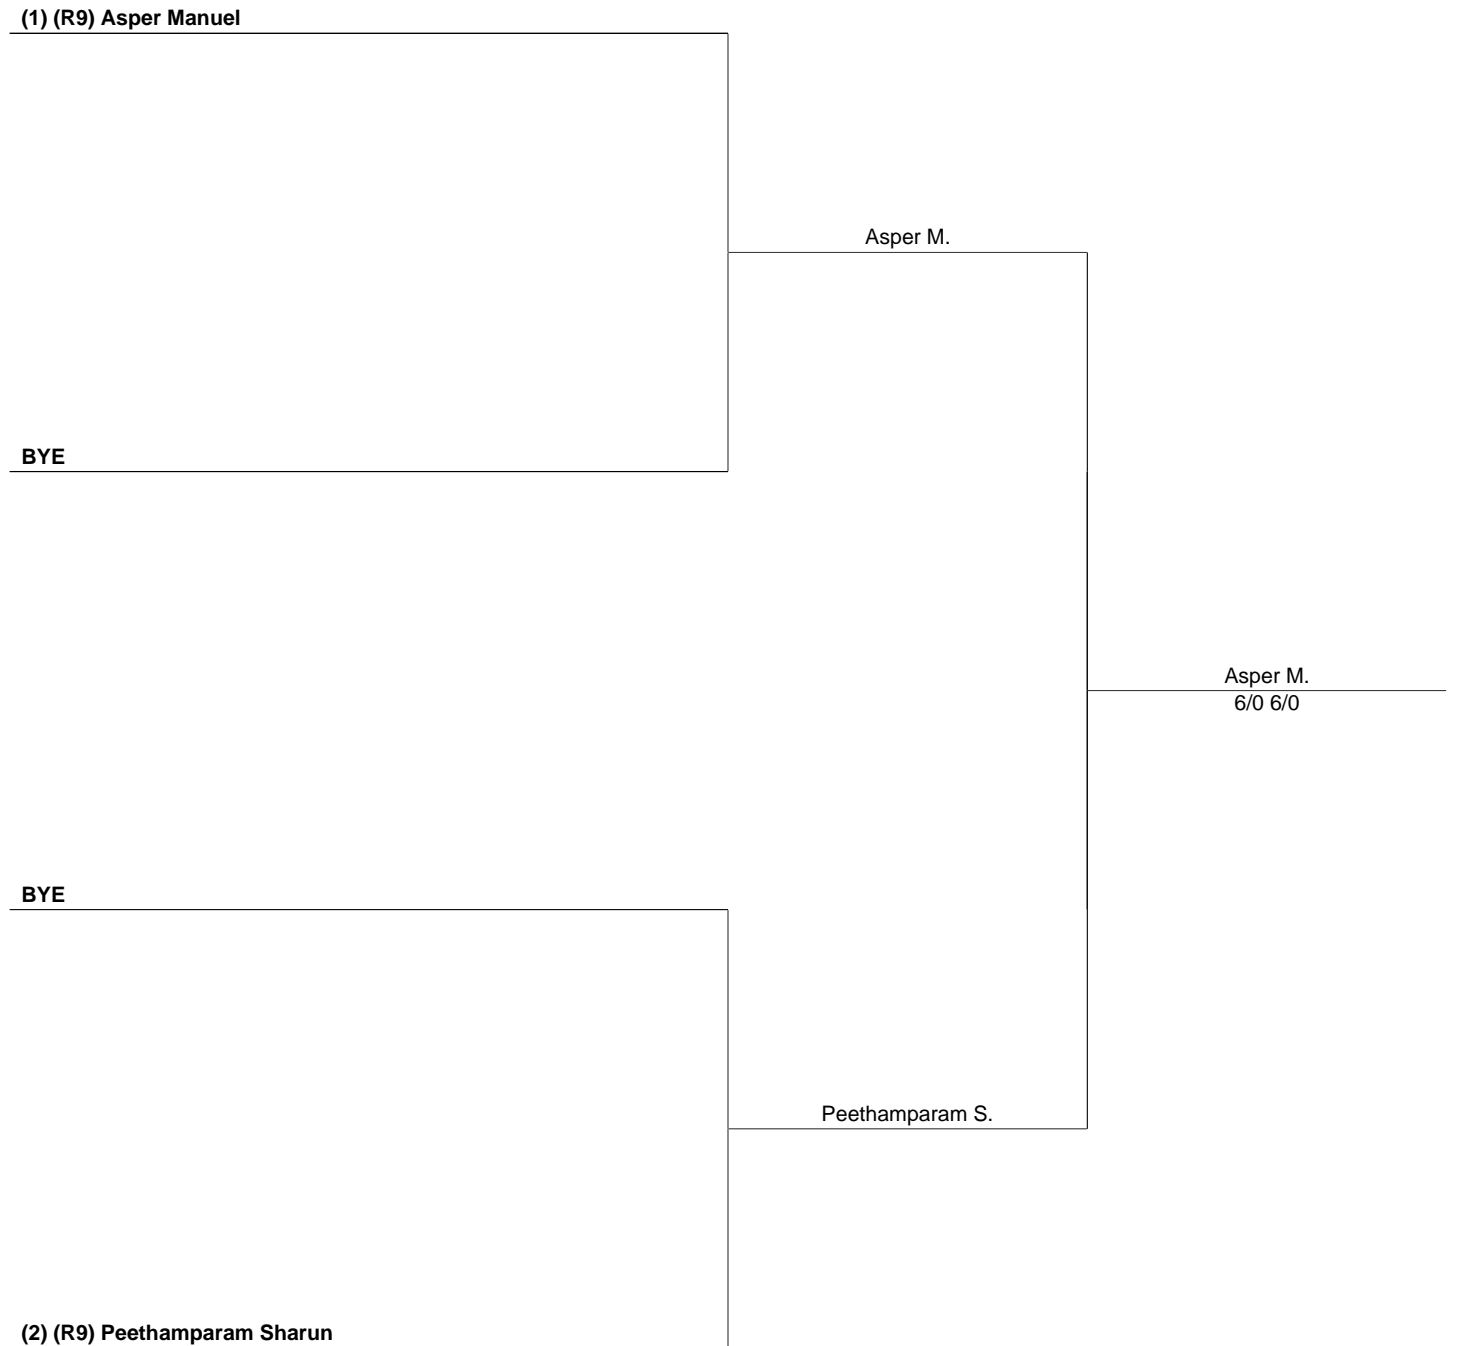 (1) (R9) Asper Manuel
Asper M.
BYE
Asper M.
6/0 6/0
BYE
Peethamparam S.
(2) (R9) Peethamparam Sharun